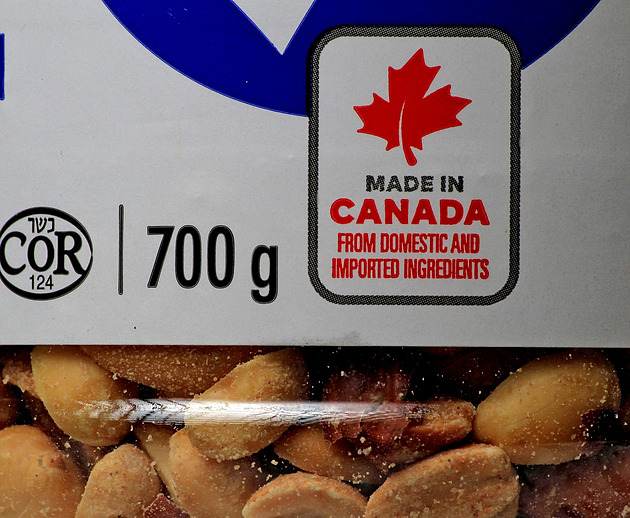 כשר
COR
124
700 g
MADE IN
CANADA
FROM DOMESTIC AND
IMPORTED INGREDIENTS